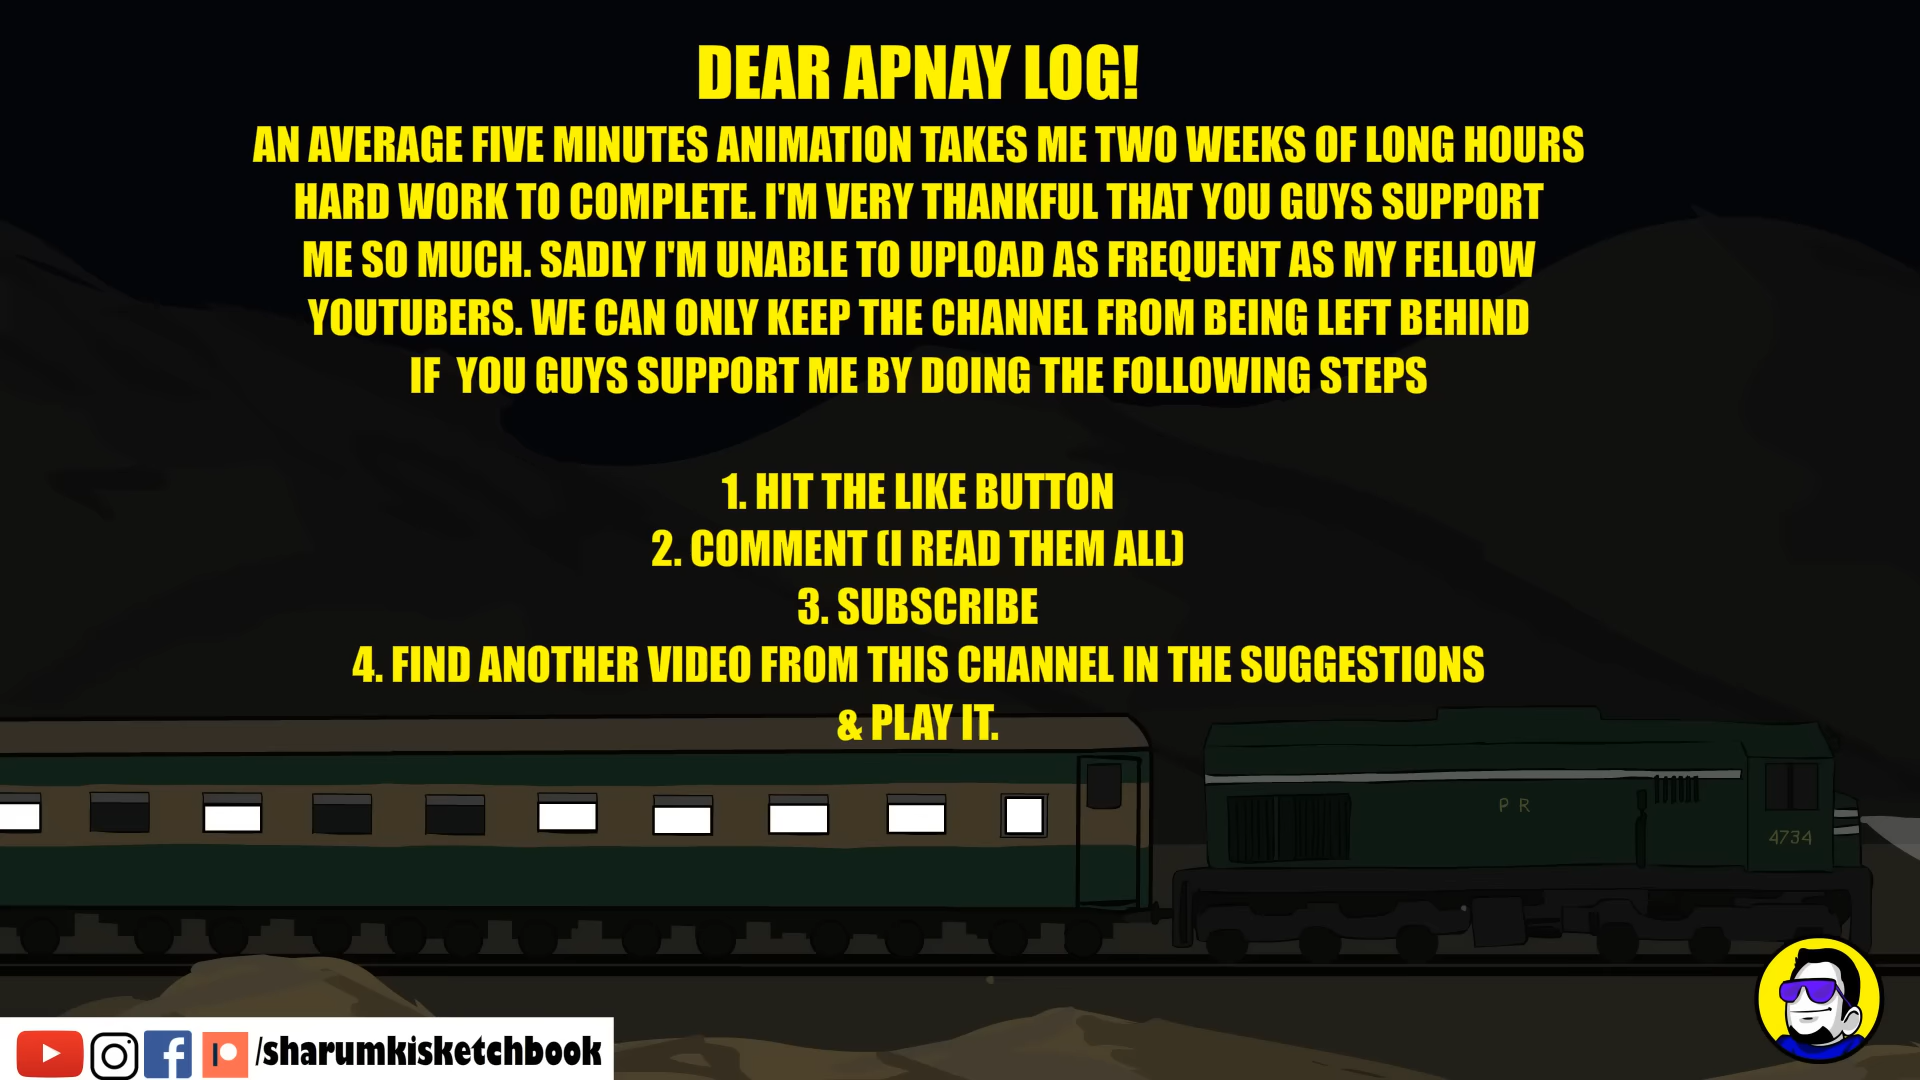 DEAR APNAY LOG!
AN AVERAGE FIVE MINUTES ANIMATION TAKES ME TWO WEEKS OF LONG HOURS
HARD WORK TO COMPLETE. I'M VERY THANKFUL THAT YOU GUYS SUPPORT
ME SO MUCH. SADLY I'M UNABLE TO UPLOAD AS FREQUENT AS MY FELLOW
YOUTUBERS. WE CAN ONLY KEEP THE CHANNEL FROM BEING LEFT BEHIND
IF YOU GUYS SUPPORT ME BY DOING THE FOLLOWING STEPS
1. HIT THE LIKE BUTTON
2. COMMENT (I READ THEM ALL)
3. SUBSCRIBE
4. FIND ANOTHER VIDEO FROM THIS CHANNEL IN THE SUGGESTIONS
& PLAY IT.
P R
4734
/sharumkisketchbook